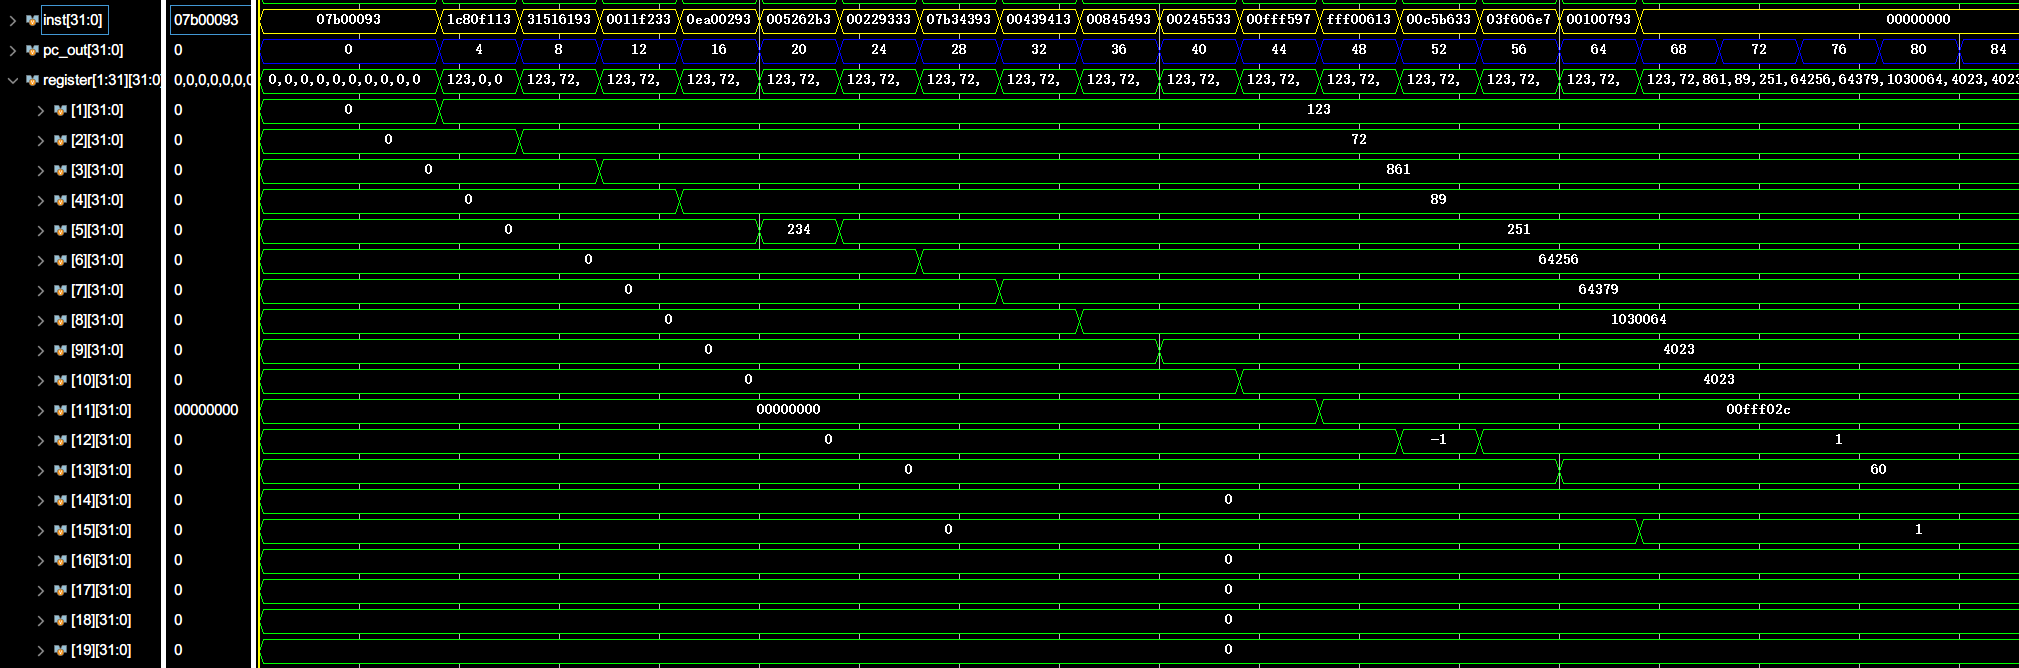 inst[31:0] 07b00093 07b00093 1c80f113 31516193 0011f233 0ea00293 005262b3 00229333 07b34393 00439413 00845493 00245533 00fff597 fff00613 00c5b633 03f606e7 00100793 00000000
pc_out[31:0] 0 0 4 8 12 16 20 24 28 32 36 40 44 48 52 56 64 68 72 76 80 84
register[1:31][31:0] 0,0,0,0,0,0,0 0,0,0,0,0,0,0,0,0,0,0 123,0,0 123,72, 123,72, 123,72, 123,72, 123,72, 123,72, 123,72, 123,72, 123,72, 123,72, 123,72, 123,72, 123,72, 123,72, 123,72,861,89,251,64256,64379,1030064,4023,4023
[1][31:0] 0 0 123
[2][31:0] 0 0 72
[3][31:0] 0 0 861
[4][31:0] 0 0 89
[5][31:0] 0 0 234 251
[6][31:0] 0 0 64256
[7][31:0] 0 0 64379
[8][31:0] 0 0 1030064
[9][31:0] 0 0 4023
[10][31:0] 0 0 4023
[11][31:0] 00000000 00000000 00fff02c
[12][31:0] 0 0 -1 1
[13][31:0] 0 0 60
[14][31:0] 0 0
[15][31:0] 0 0 1
[16][31:0] 0 0
[17][31:0] 0 0
[18][31:0] 0 0
[19][31:0] 0 0